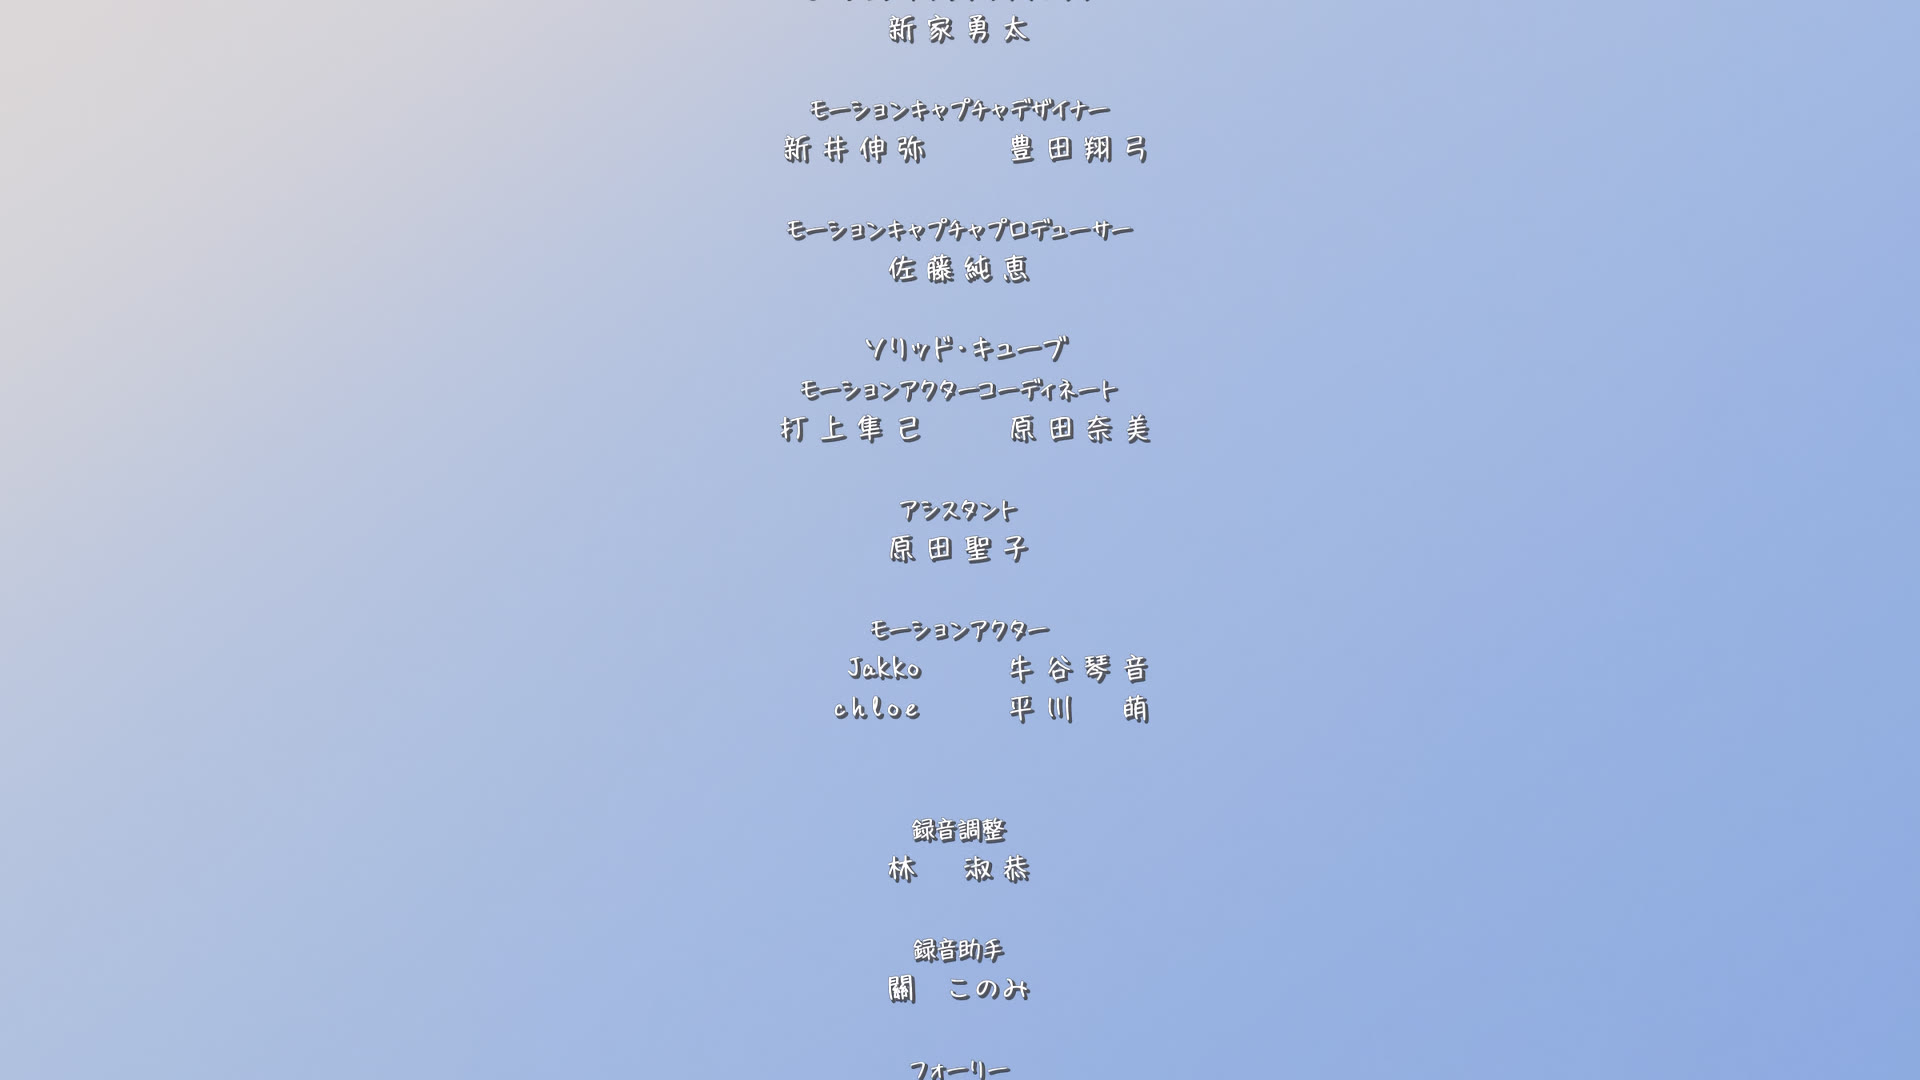 新家勇太
モーションキャプチャデザイナー
新井伸弥　豊田翔弓
モーションキャプチャプロデューサー
佐藤純恵
ソリッド・キューブ
モーションアクターコーディネート
打上隼己　原田奈美
アシスタント
原田聖子
モーションアクター
Jakko　牛谷琴音
chloe　平川　萌
録音調整
林　淑恭
録音助手
關　このみ
フォーリー